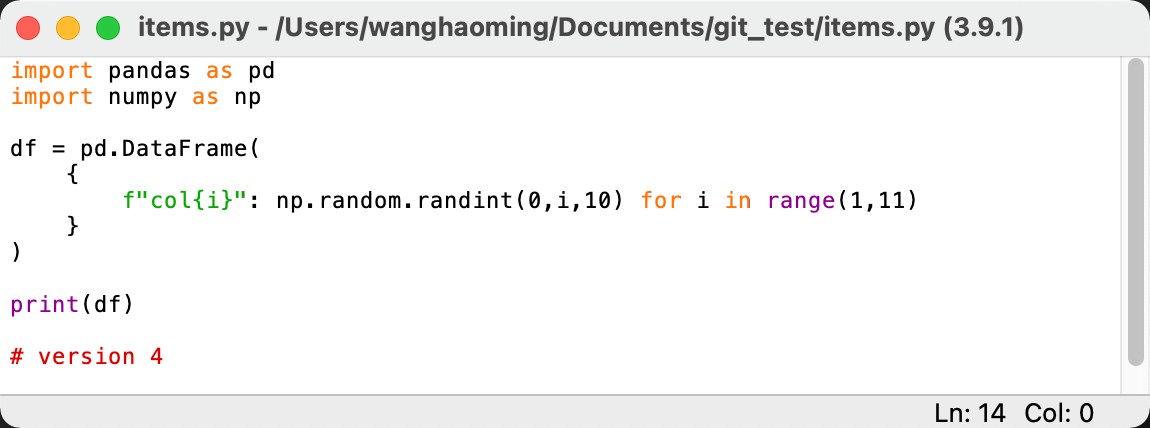 items.py - /Users/wanghaoming/Documents/git_test/items.py (3.9.1)
import pandas as pd
import numpy as np

df = pd.DataFrame(
    {
        f"col{i}": np.random.randint(0,i,10) for i in range(1,11)
    }
)

print(df)

# version 4
Ln: 14 Col: 0